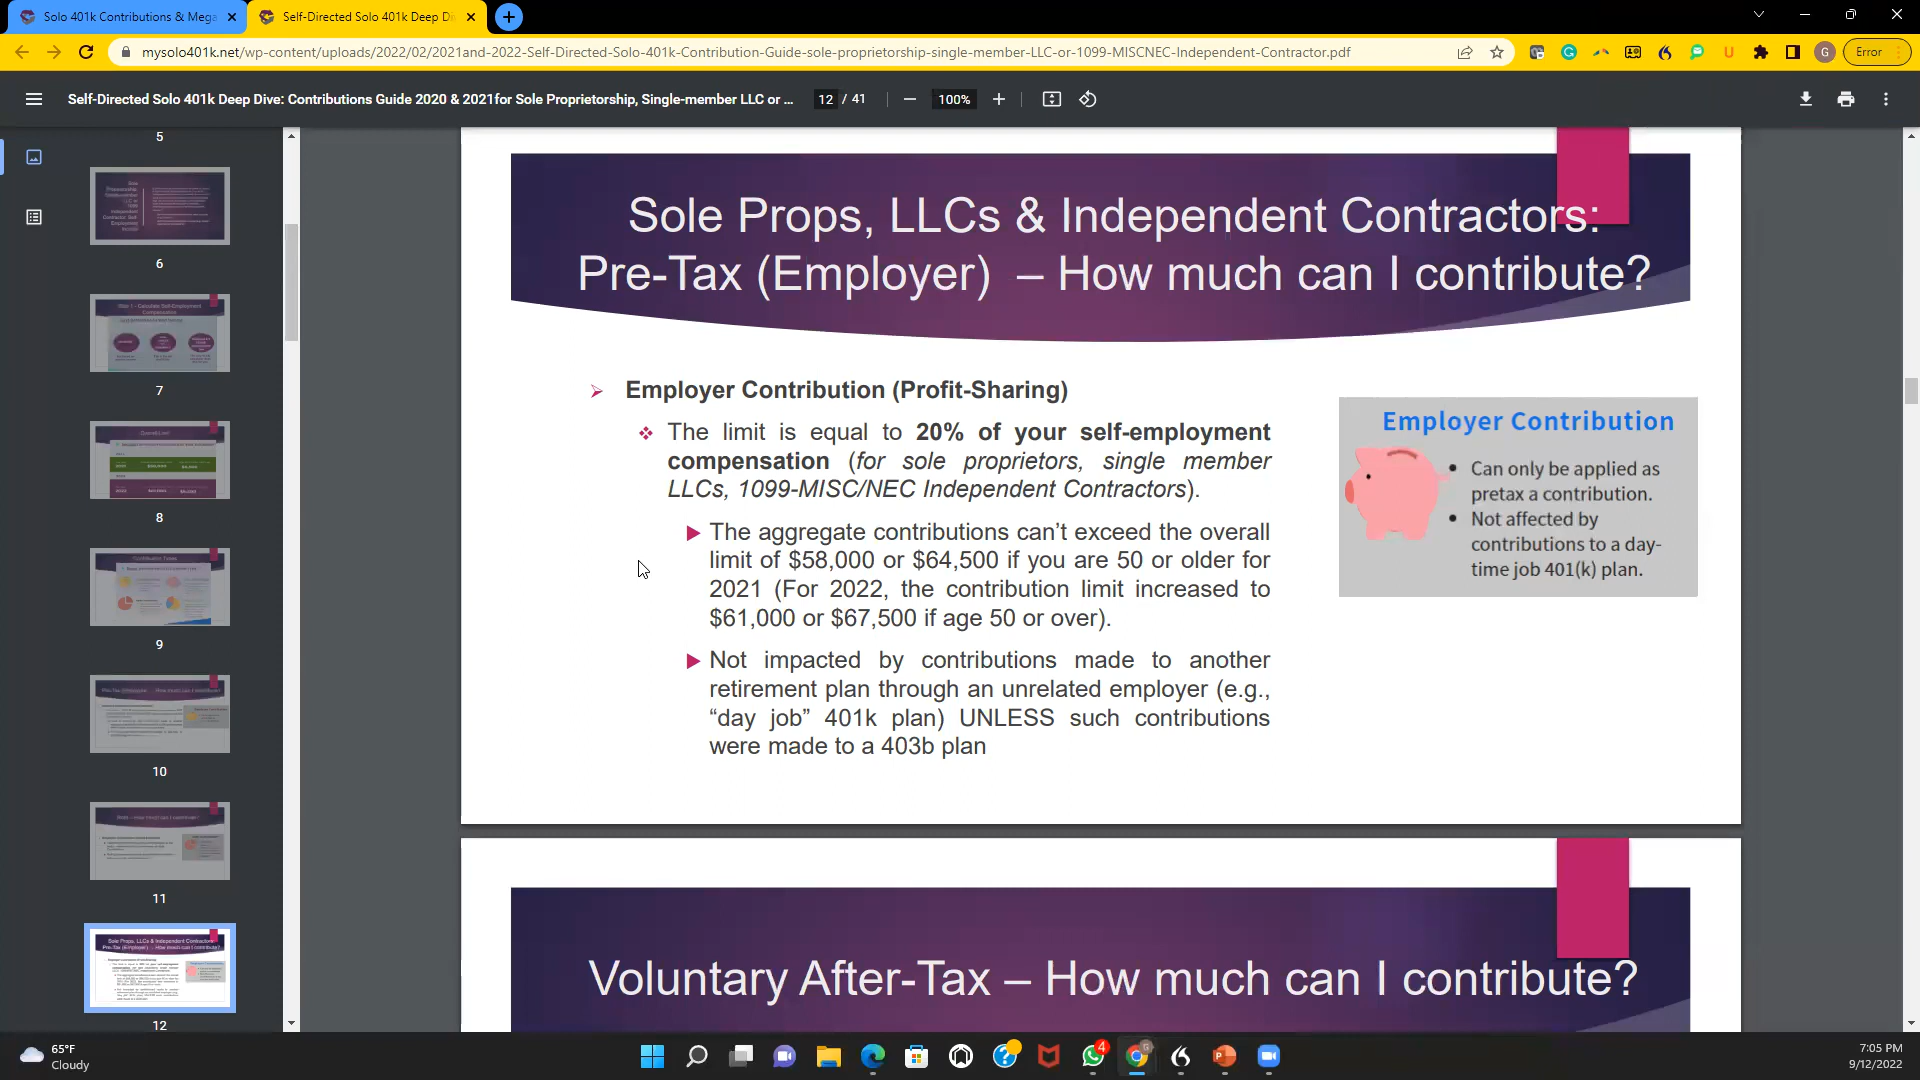 Solo 401k Contributions & Mega
Self-Directed Solo 401k Deep Di
mysolo401k.net/wp-content/uploads/2022/02/2021and-2022-Self-Directed-Solo-401k-Contribution-Guide-sole-proprietorship-single-member-LLC-or-1099-MISCNEC-Independent-Contractor.pdf
G
Error
Self-Directed Solo 401k Deep Dive: Contributions Guide 2020 & 2021for Sole Proprietorship, Single-member LLC or ...
12 / 41
100%
5
6
7
8
9
10
11
12
Sole Props, LLCs & Independent Contractors:
Pre-Tax (Employer) – How much can I contribute?
Employer Contribution (Profit-Sharing)
The limit is equal to 20% of your self-employment
compensation (for sole proprietors, single member
LLCs, 1099-MISC/NEC Independent Contractors).
The aggregate contributions can't exceed the overall
limit of $58,000 or $64,500 if you are 50 or older for
2021 (For 2022, the contribution limit increased to
$61,000 or $67,500 if age 50 or over).
Not impacted by contributions made to another
retirement plan through an unrelated employer (e.g.,
“day job” 401k plan) UNLESS such contributions
were made to a 403b plan
Employer Contribution
Can only be applied as
pretax a contribution.
Not affected by
contributions to a day-
time job 401(k) plan.
Voluntary After-Tax – How much can I contribute?
65°F
Cloudy
4
G
7:05 PM
9/12/2022